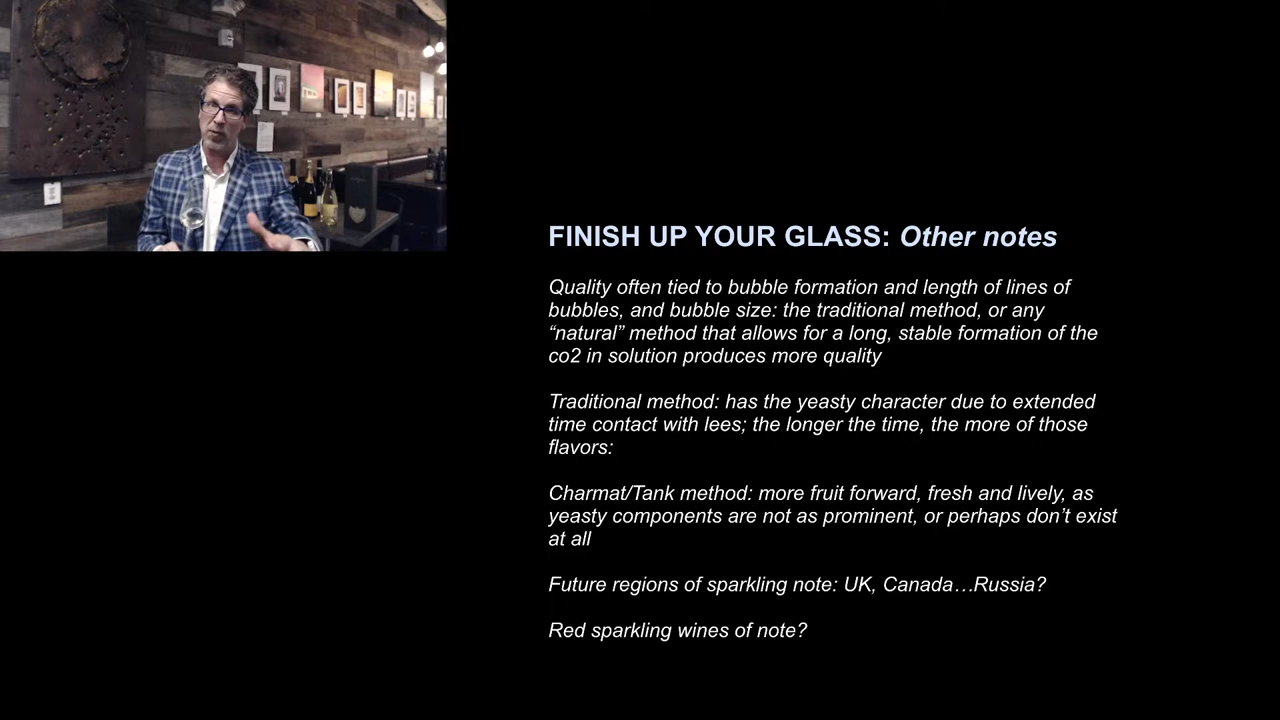 FINISH UP YOUR GLASS: Other notes
Quality often tied to bubble formation and length of lines of
bubbles, and bubble size: the traditional method, or any
“natural” method that allows for a long, stable formation of the
co2 in solution produces more quality
Traditional method: has the yeasty character due to extended
time contact with lees; the longer the time, the more of those
flavors:
Charmat/Tank method: more fruit forward, fresh and lively, as
yeasty components are not as prominent, or perhaps don’t exist
at all
Future regions of sparkling note: UK, Canada…Russia?
Red sparkling wines of note?